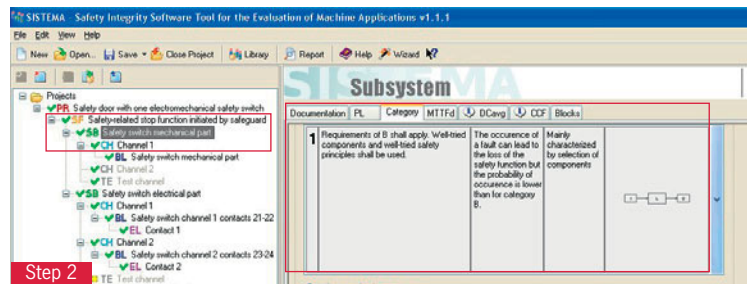 SISTEMA - Safety Integrity Software Tool for the Evaluation of Machine Applications v1.1.1
File Edit View Help
New Open... Save Close Project Library Report Help Wizard
SISTEMA
Subsystem
Projects
PR Safety door with one electromechanical safety switch
SF Safety-related stop function initiated by safeguard
SB Safety switch mechanical part
CH Channel 1
BL Safety switch mechanical part
CH Channel 2
TE Test channel
SB Safety switch electrical part
CH Channel 1
BL Safety switch channel 1 contacts 21-22
EL Contact 1
CH Channel 2
BL Safety switch channel 2 contacts 23-24
EL Contact 2
TE Test channel
Step 2
Documentation PL Category MTTFd DCavg CCF Blocks
1
Requirements of B shall apply. Well-tried
components and well-tried safety
principles shall be used.
The occurence of
a fault can lead to
the loss of the
safety function but
the probability of
occurence is lower
than for category
B.
Mainly
characterized
by selection of
components
I L O